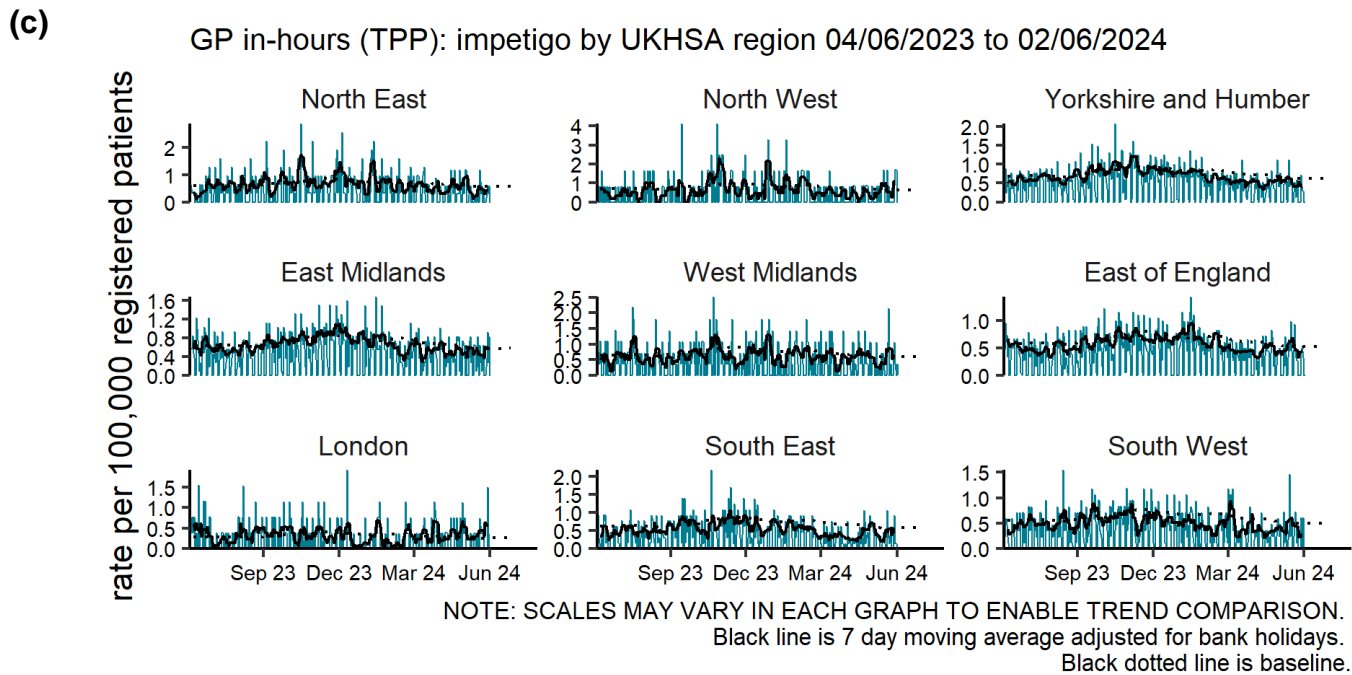 (c)
GP in-hours (TPP): impetigo by UKHSA region 04/06/2023 to 02/06/2024
rate per 100,000 registered patients
North East
2
1
0
North West
4
3
2
1
0
Yorkshire and Humber
2.0
1.5
1.0
0.5
0.0
East Midlands
1.6
1.2
0.8
0.4
0.0
West Midlands
2.5
2.0
1.5
1.0
0.5
0.0
East of England
1.0
0.5
0.0
London
1.5
1.0
0.5
0.0
South East
2.0
1.5
1.0
0.5
0.0
South West
1.5
1.0
0.5
0.0
Sep 23 Dec 23 Mar 24 Jun 24
Sep 23 Dec 23 Mar 24 Jun 24
Sep 23 Dec 23 Mar 24 Jun 24
NOTE: SCALES MAY VARY IN EACH GRAPH TO ENABLE TREND COMPARISON.
Black line is 7 day moving average adjusted for bank holidays.
Black dotted line is baseline.